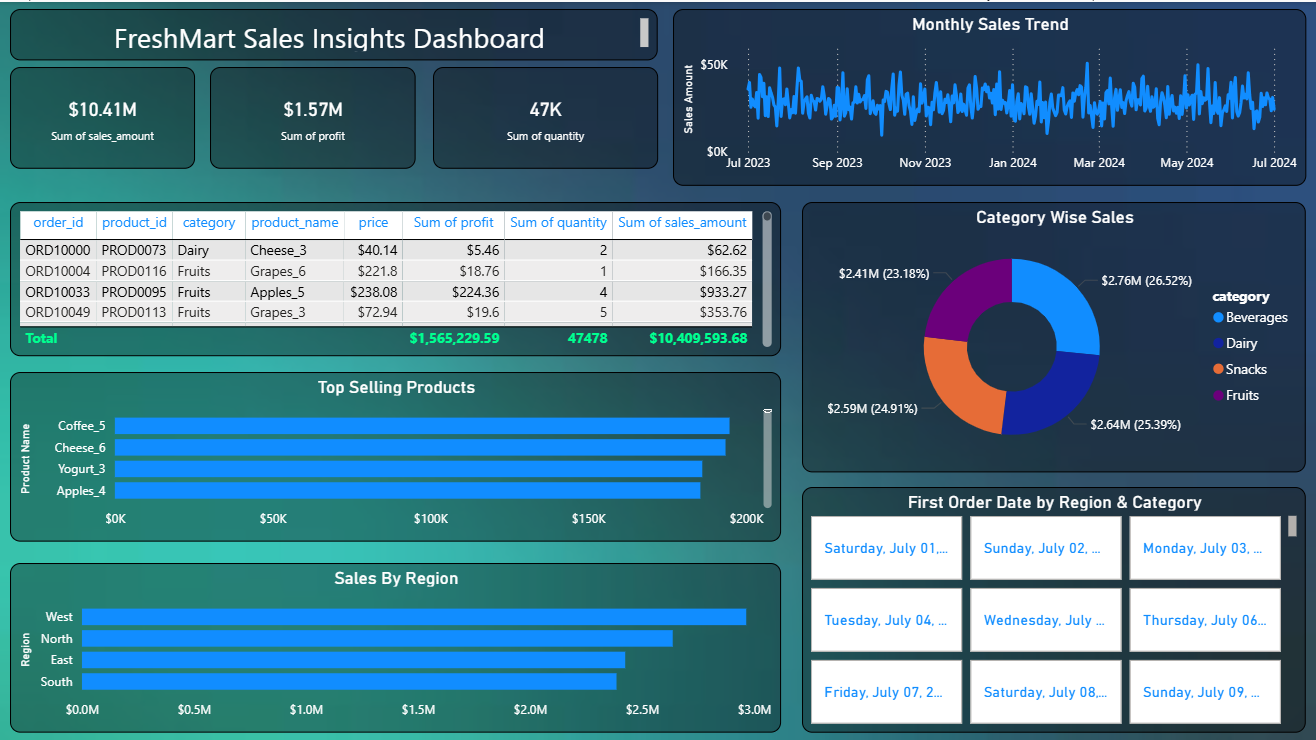 FreshMart Sales Insights Dashboard
$10.41M
Sum of sales_amount
$1.57M
Sum of profit
47K
Sum of quantity
Monthly Sales Trend
Sales Amount
$50K
$0K
Jul 2023 Sep 2023 Nov 2023 Jan 2024 Mar 2024 May 2024 Jul 2024
order_id product_id category product_name price Sum of profit Sum of quantity Sum of sales_amount
ORD10000 PROD0073 Dairy Cheese_3 $40.14 $5.46 2 $62.62
ORD10004 PROD0116 Fruits Grapes_6 $221.8 $18.76 1 $166.35
ORD10033 PROD0095 Fruits Apples_5 $238.08 $224.36 4 $933.27
ORD10049 PROD0113 Fruits Grapes_3 $72.94 $19.6 5 $353.76
Total $1,565,229.59 47478 $10,409,593.68
Category Wise Sales
$2.41M (23.18%)
$2.76M (26.52%)
$2.59M (24.91%)
$2.64M (25.39%)
category
Beverages
Dairy
Snacks
Fruits
Top Selling Products
Product Name
Coffee_5
Cheese_6
Yogurt_3
Apples_4
$0K $50K $100K $150K $200K
Sales By Region
Region
West
North
East
South
$0.0M $0.5M $1.0M $1.5M $2.0M $2.5M $3.0M
First Order Date by Region & Category
Saturday, July 01,... Sunday, July 02, ... Monday, July 03, ...
Tuesday, July 04, ... Wednesday, July ... Thursday, July 06...
Friday, July 07, 2... Saturday, July 08,... Sunday, July 09, ...